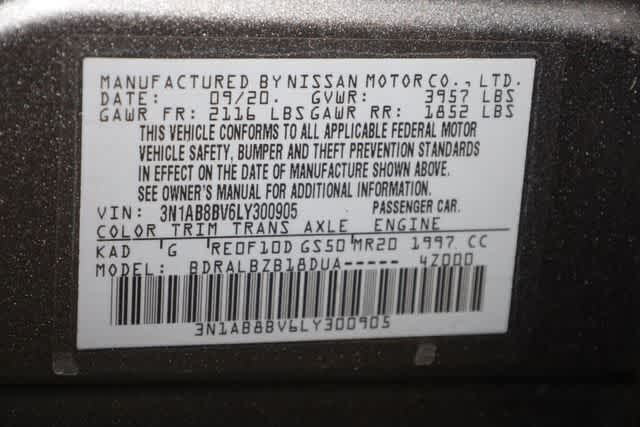 MANUFACTURED BY NISSAN MOTOR CO., LTD.
DATE: 09/20. GVWR: 3957 LBS
GAWR FR: 2116 LBS GAWR RR: 1852 LBS
THIS VEHICLE CONFORMS TO ALL APPLICABLE FEDERAL MOTOR
VEHICLE SAFETY, BUMPER AND THEFT PREVENTION STANDARDS
IN EFFECT ON THE DATE OF MANUFACTURE SHOWN ABOVE.
SEE OWNER'S MANUAL FOR ADDITIONAL INFORMATION.
VIN: 3N1AB8BV6LY300905 PASSENGER CAR.
COLOR TRIM TRANS AXLE ENGINE
KAD G RE0F10D GS50 MR20 1997 CC
MODEL: BDRALBZB18DUA----- 4Z000
3N1AB8BV6LY300905